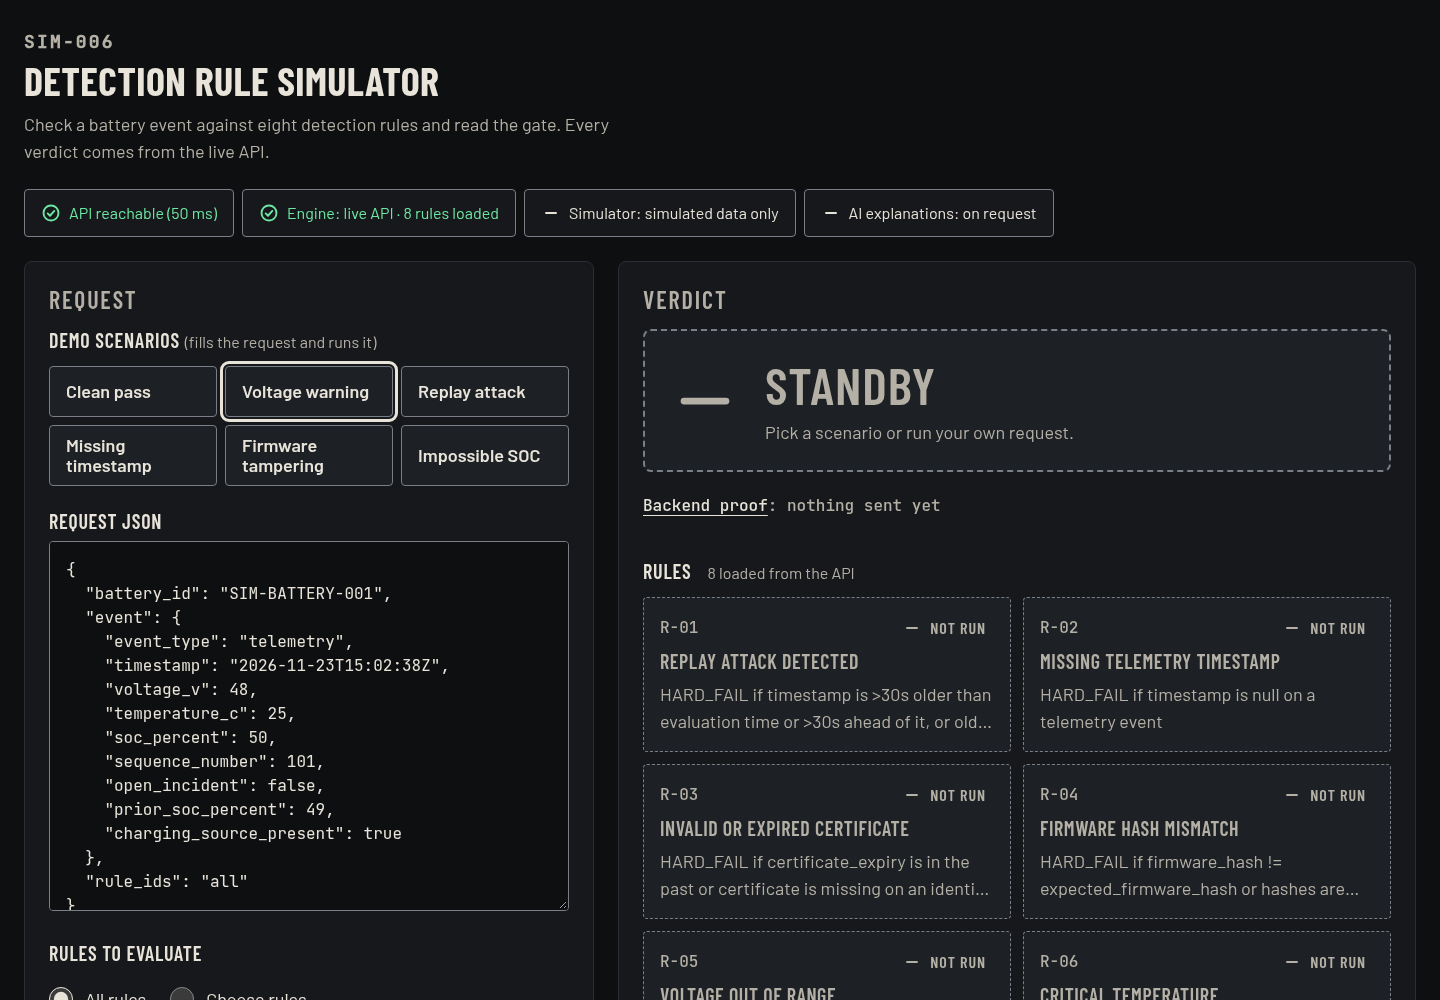 SIM-006
DETECTION RULE SIMULATOR
Check a battery event against eight detection rules and read the gate. Every
verdict comes from the live API.
API reachable (50 ms)
Engine: live API · 8 rules loaded
Simulator: simulated data only
AI explanations: on request
REQUEST
DEMO SCENARIOS (fills the request and runs it)
Clean pass
Voltage warning
Replay attack
Missing
timestamp
Firmware
tampering
Impossible SOC
REQUEST JSON
{
"battery_id": "SIM-BATTERY-001",
"event": {
"event_type": "telemetry",
"timestamp": "2026-11-23T15:02:38Z",
"voltage_v": 48,
"temperature_c": 25,
"soc_percent": 50,
"sequence_number": 101,
"open_incident": false,
"prior_soc_percent": 49,
"charging_source_present": true
},
"rule_ids": "all"
}
RULES TO EVALUATE
All rules
Choose rules
VERDICT
STANDBY
Pick a scenario or run your own request.
Backend proof: nothing sent yet
RULES 8 loaded from the API
R-01
— NOT RUN
REPLAY ATTACK DETECTED
HARD_FAIL if timestamp is >30s older than
evaluation time or >30s ahead of it, or old...
R-02
— NOT RUN
MISSING TELEMETRY TIMESTAMP
HARD_FAIL if timestamp is null on a
telemetry event
R-03
— NOT RUN
INVALID OR EXPIRED CERTIFICATE
HARD_FAIL if certificate_expiry is in the
past or certificate is missing on an identi...
R-04
— NOT RUN
FIRMWARE HASH MISMATCH
HARD_FAIL if firmware_hash !=
expected_firmware_hash or hashes are...
R-05
— NOT RUN
VOLTAGE OUT OF RANGE
R-06
— NOT RUN
CRITICAL TEMPERATURE